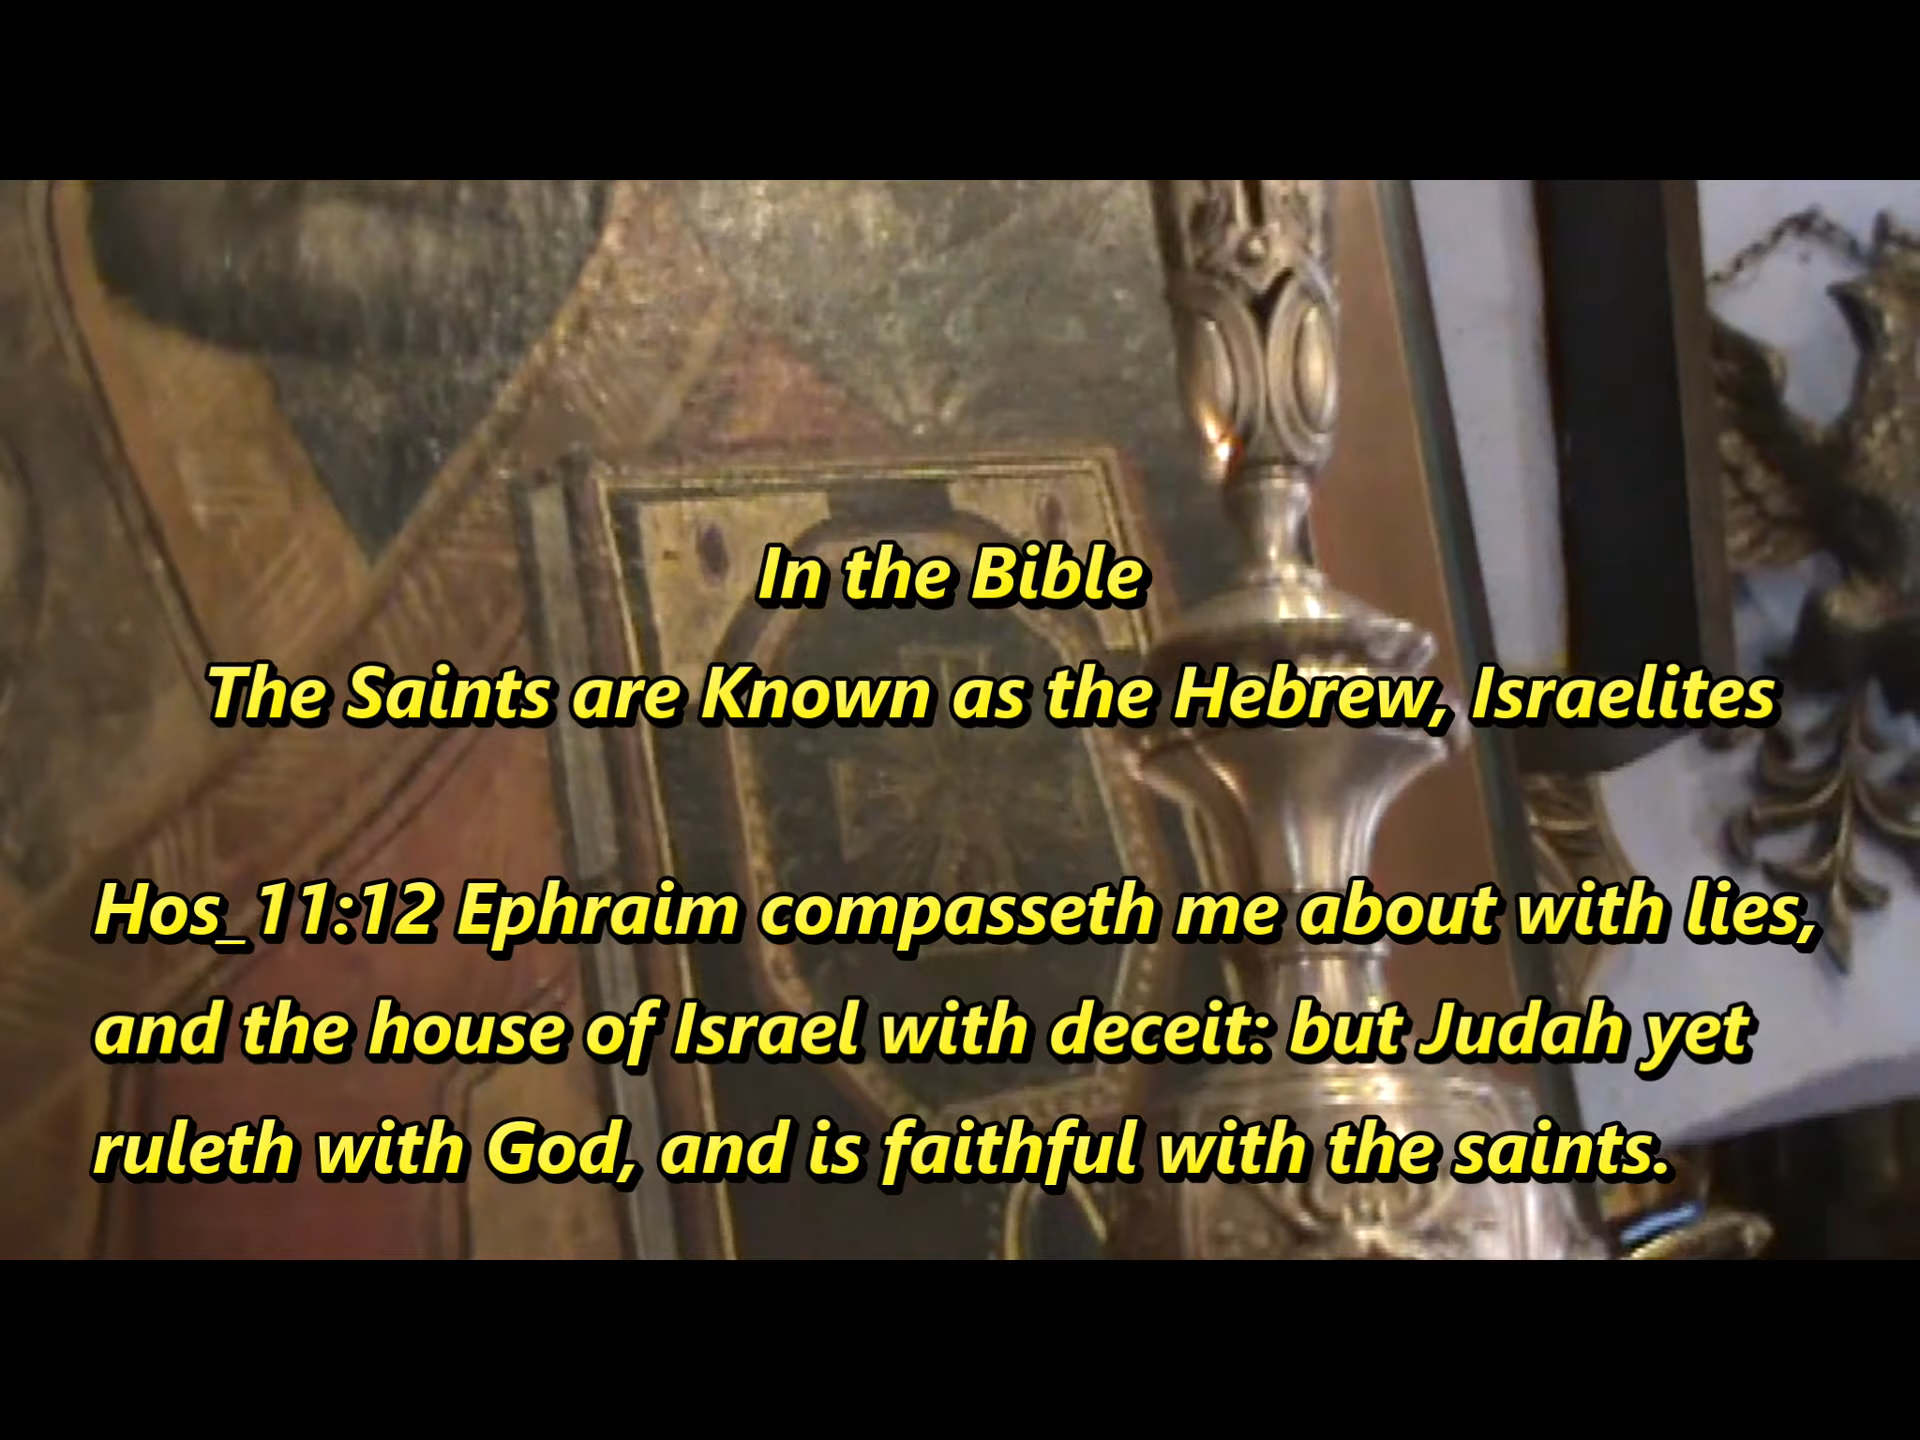 In the Bible
The Saints are Known as the Hebrew, Israelites
Hos_11:12 Ephraim compasseth me about with lies,
and the house of Israel with deceit: but Judah yet
ruleth with God, and is faithful with the saints.